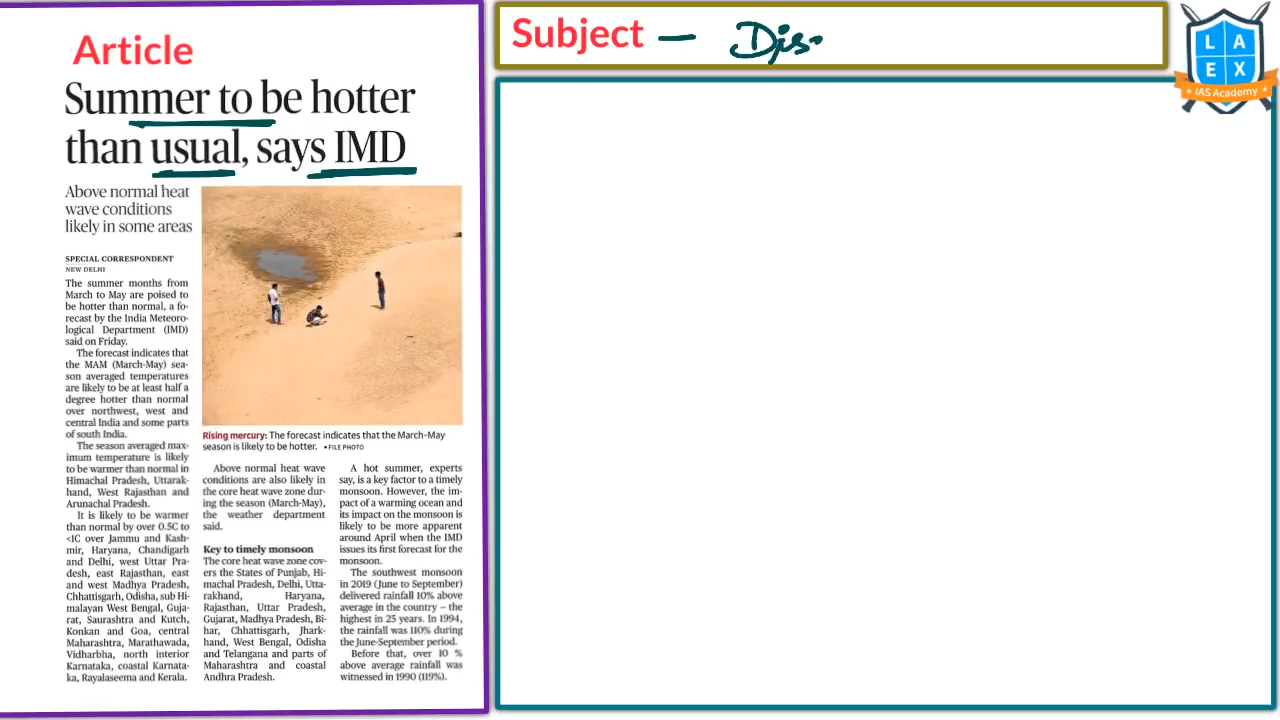 Article
Summer to be hotter
than usual, says IMD
Above normal heat
wave conditions
likely in some areas
SPECIAL CORRESPONDENT
NEW DELHI
The summer months from
March to May are poised to
be hotter than normal, a fo-
recast by the India Meteoro-
logical Department (IMD)
said on Friday.
The forecast indicates that
the MAM (March-May) sea-
son averaged temperatures
are likely to be at least half a
degree hotter than normal
over northwest, west and
central India and some parts
of south India.
The season averaged max-
imum temperature is likely
to be warmer than normal in
Himachal Pradesh, Uttarak-
hand, West Rajasthan and
Arunachal Pradesh.
It is likely to be warmer
than normal by over 0.5C to
<1C over Jammu and Kash-
mir, Haryana, Chandigarh
and Delhi, west Uttar Pra-
desh, east Rajasthan, east
and west Madhya Pradesh,
Chhattisgarh, Odisha, sub Hi-
malayan West Bengal, Guja-
rat, Saurashtra and Kutch,
Konkan and Goa, central
Maharashtra, Marathawada,
Vidharbha, north interior
Karnataka, coastal Karnata-
ka, Rayalaseema and Kerala.
Rising mercury: The forecast indicates that the March-May
season is likely to be hotter. •FILE PHOTO
Above normal heat wave
conditions are also likely in
the core heat wave zone dur-
ing the season (March-May),
the weather department
said.
Key to timely monsoon
The core heat wave zone cov-
ers the States of Punjab, Hi-
machal Pradesh, Delhi, Utta-
rakhand, Haryana,
Rajasthan, Uttar Pradesh,
Gujarat, Madhya Pradesh, Bi-
har, Chhattisgarh, Jhark-
hand, West Bengal, Odisha
and Telangana and parts of
Maharashtra and coastal
Andhra Pradesh.
A hot summer, experts
say, is a key factor to a timely
monsoon. However, the im-
pact of a warming ocean and
its impact on the monsoon is
likely to be more apparent
around April when the IMD
issues its first forecast for the
monsoon.
The southwest monsoon
in 2019 (June to September)
delivered rainfall 10% above
average in the country – the
highest in 25 years. In 1994,
the rainfall was 110% during
the June-September period.
Before that, over 10 %
above average rainfall was
witnessed in 1990 (119%).
Subject — Dis
L A
E X
IAS Academy